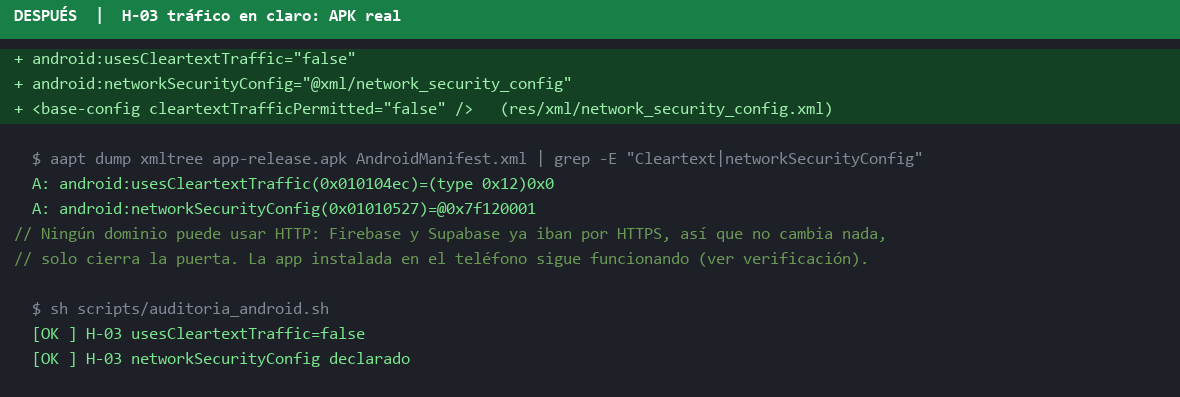 DESPUÉS | H-03 tráfico en claro: APK real
+ android:usesCleartextTraffic="false"
+ android:networkSecurityConfig="@xml/network_security_config"
+ <base-config cleartextTrafficPermitted="false" /> (res/xml/network_security_config.xml)
$ aapt dump xmltree app-release.apk AndroidManifest.xml | grep -E "Cleartext|networkSecurityConfig"
A: android:usesCleartextTraffic(0x010104ec)=(type 0x12)0x0
A: android:networkSecurityConfig(0x01010527)=@0x7f120001
// Ningún dominio puede usar HTTP: Firebase y Supabase ya iban por HTTPS, así que no cambia nada,
// solo cierra la puerta. La app instalada en el teléfono sigue funcionando (ver verificación).
$ sh scripts/auditoria_android.sh
[OK ] H-03 usesCleartextTraffic=false
[OK ] H-03 networkSecurityConfig declarado